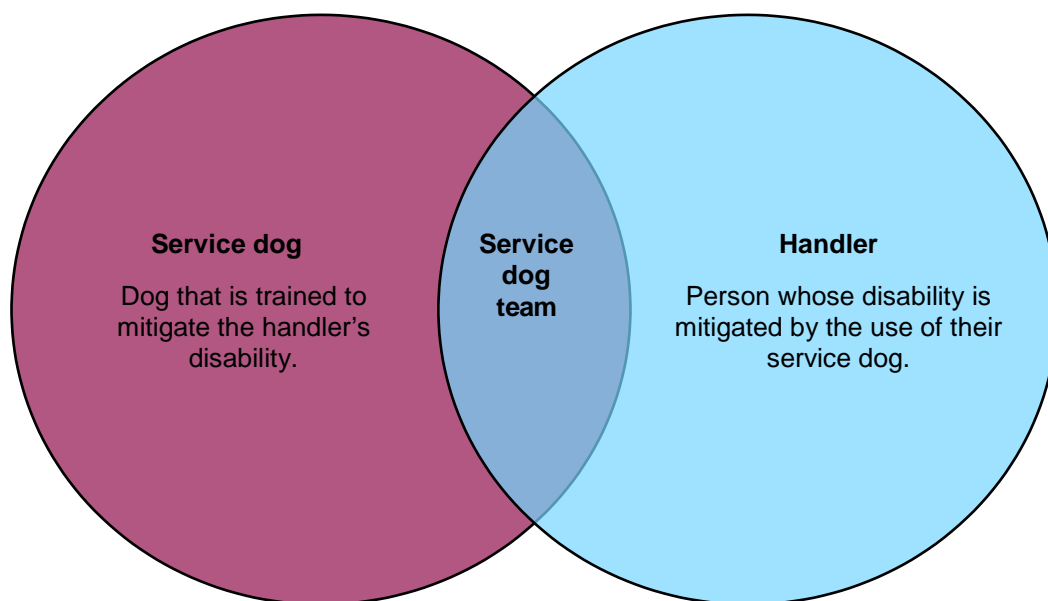 Service dog
Dog that is trained to
mitigate the handler’s
disability.
Service
dog
team
Handler
Person whose disability is
mitigated by the use of their
service dog.